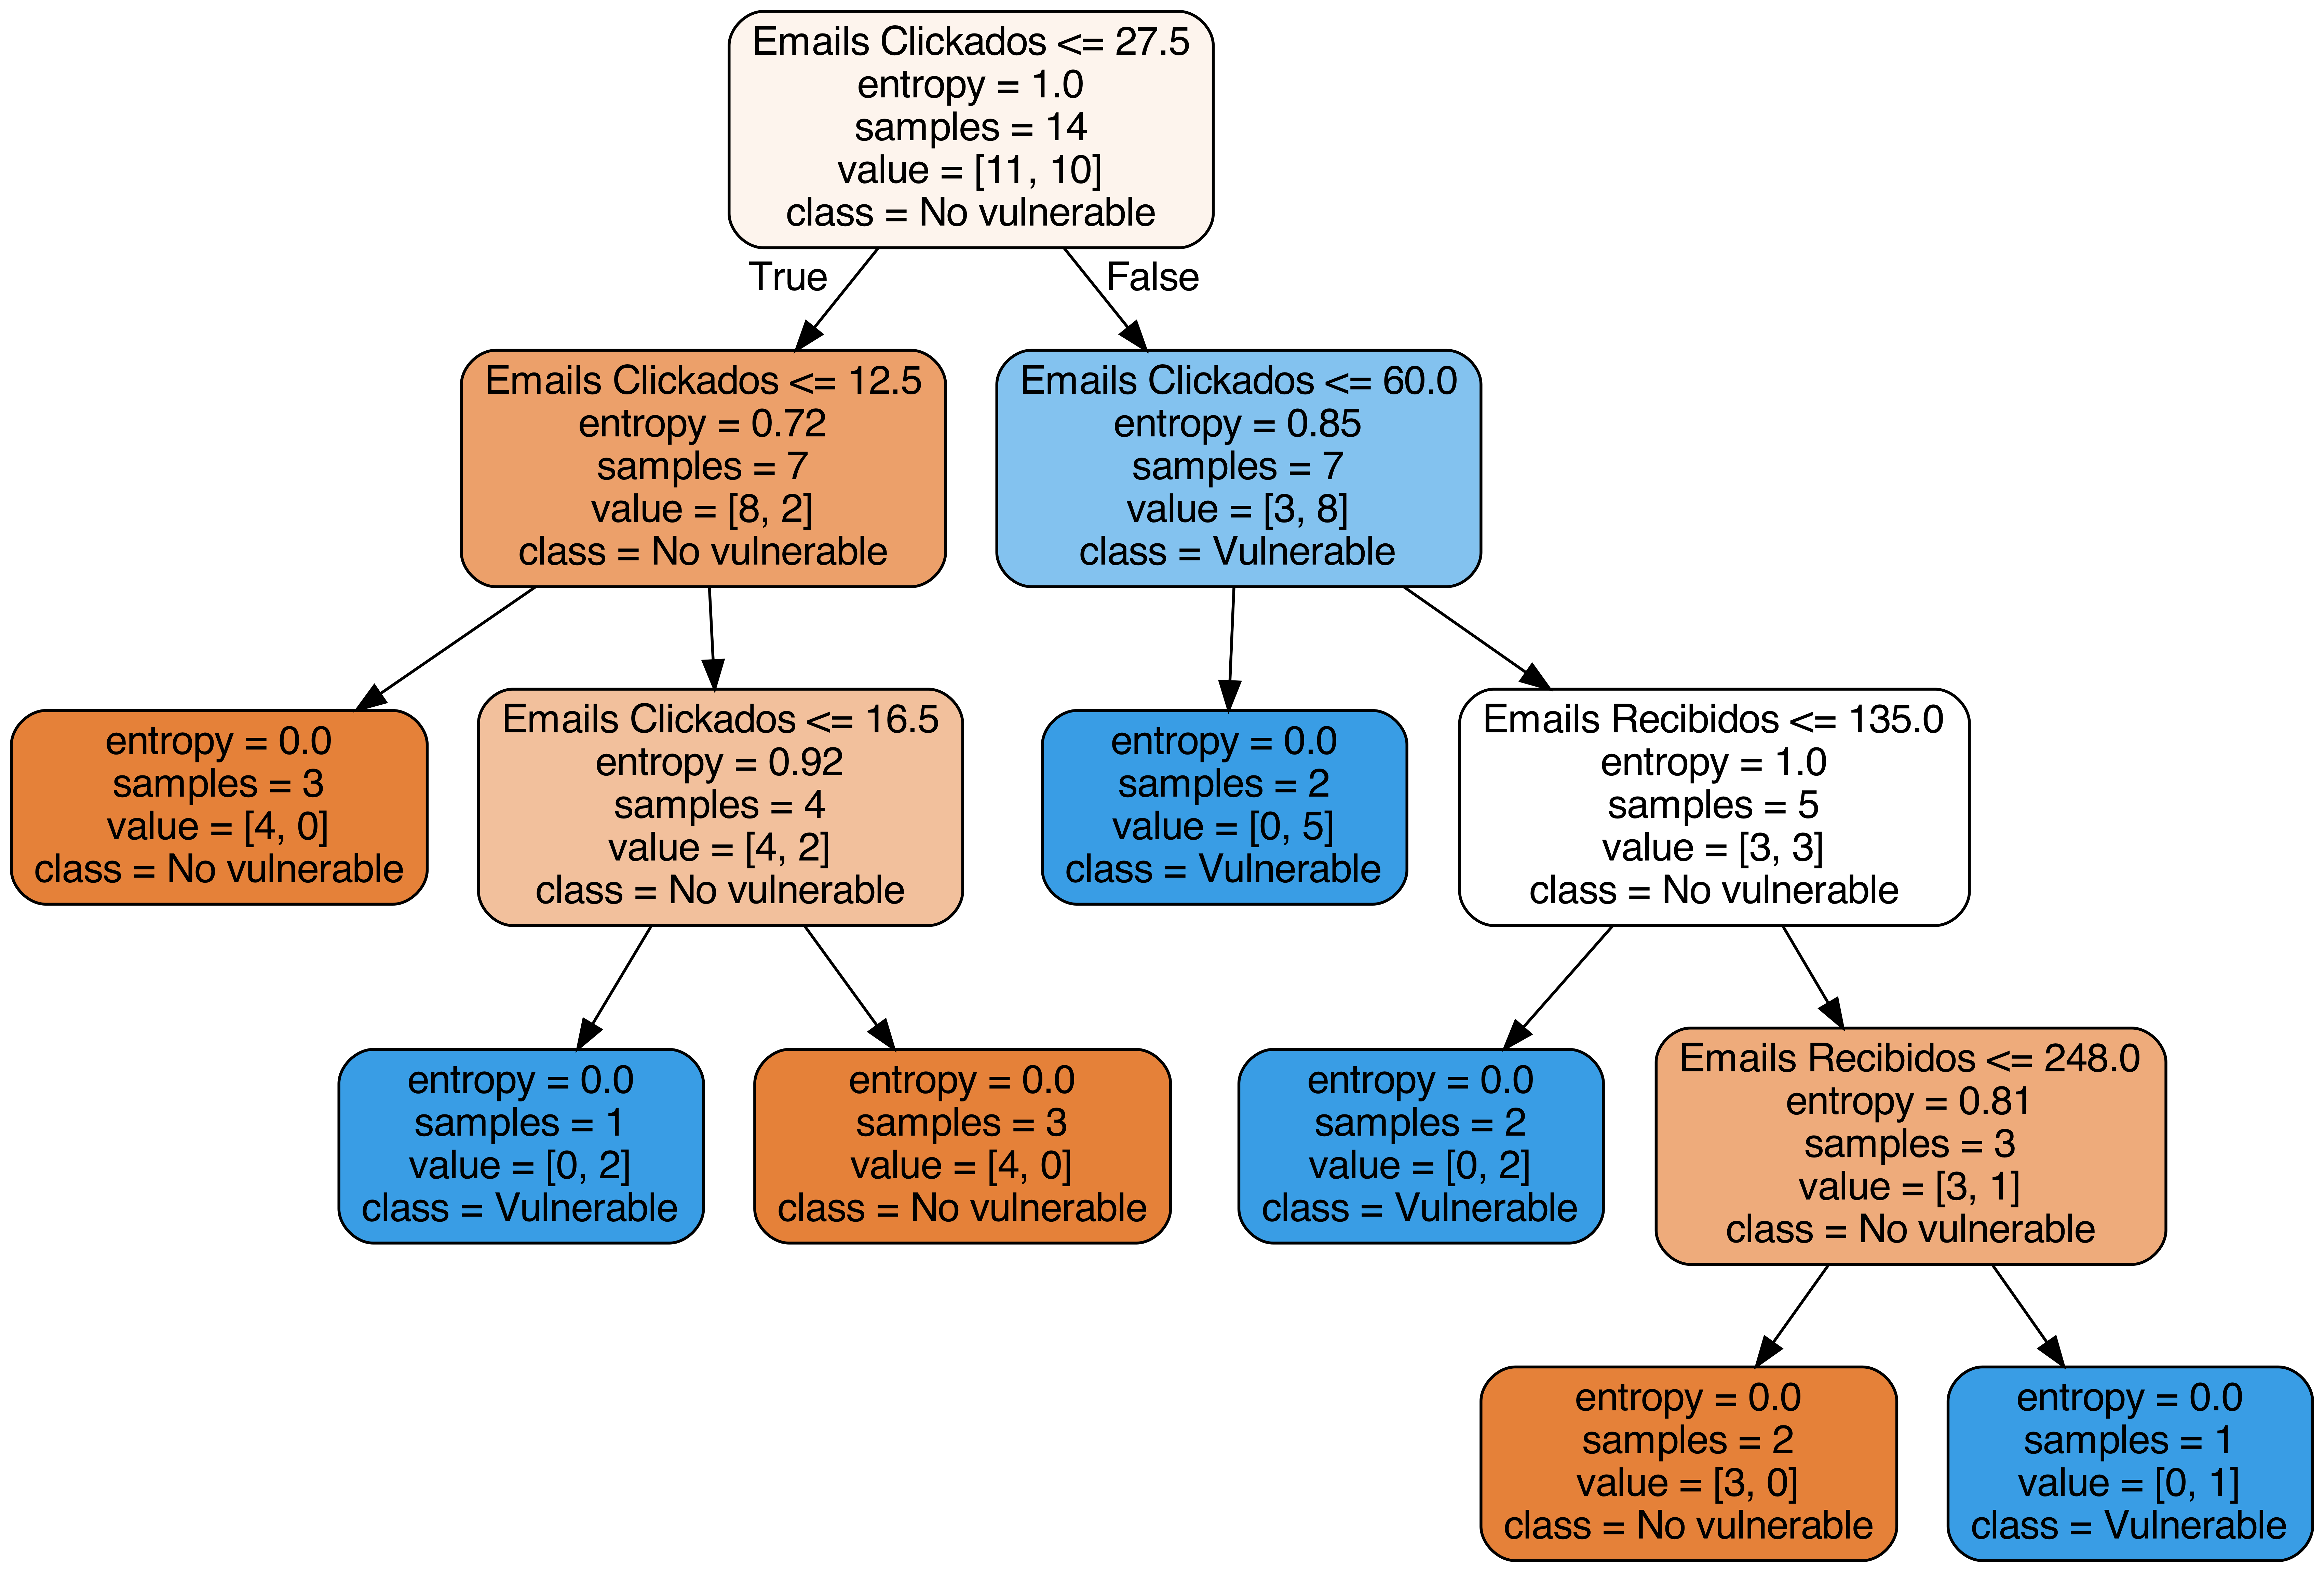 Emails Clickados <= 27.5
entropy = 1.0
samples = 14
value = [11, 10]
class = No vulnerable
True
False
Emails Clickados <= 12.5
entropy = 0.72
samples = 7
value = [8, 2]
class = No vulnerable
Emails Clickados <= 60.0
entropy = 0.85
samples = 7
value = [3, 8]
class = Vulnerable
entropy = 0.0
samples = 3
value = [4, 0]
class = No vulnerable
Emails Clickados <= 16.5
entropy = 0.92
samples = 4
value = [4, 2]
class = No vulnerable
entropy = 0.0
samples = 2
value = [0, 5]
class = Vulnerable
Emails Recibidos <= 135.0
entropy = 1.0
samples = 5
value = [3, 3]
class = No vulnerable
entropy = 0.0
samples = 1
value = [0, 2]
class = Vulnerable
entropy = 0.0
samples = 3
value = [4, 0]
class = No vulnerable
entropy = 0.0
samples = 2
value = [0, 2]
class = Vulnerable
Emails Recibidos <= 248.0
entropy = 0.81
samples = 3
value = [3, 1]
class = No vulnerable
entropy = 0.0
samples = 2
value = [3, 0]
class = No vulnerable
entropy = 0.0
samples = 1
value = [0, 1]
class = Vulnerable